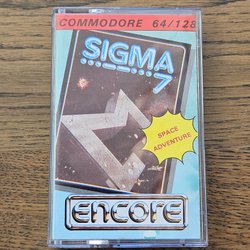 COMMODORE 64/128
SIGMA
7
SPACE
ADVENTURE
ENCORE